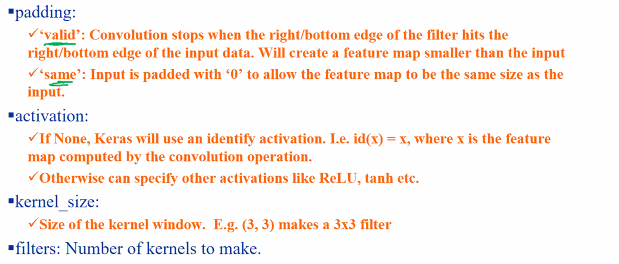 ▪padding:
✓‘valid’: Convolution stops when the right/bottom edge of the filter hits the
right/bottom edge of the input data. Will create a feature map smaller than the input
✓‘same’: Input is padded with ‘0’ to allow the feature map to be the same size as the
input.
▪activation:
✓If None, Keras will use an identify activation. I.e. id(x) = x, where x is the feature
map computed by the convolution operation.
✓Otherwise can specify other activations like ReLU, tanh etc.
▪kernel_size:
✓Size of the kernel window.  E.g. (3, 3) makes a 3x3 filter
▪filters: Number of kernels to make.